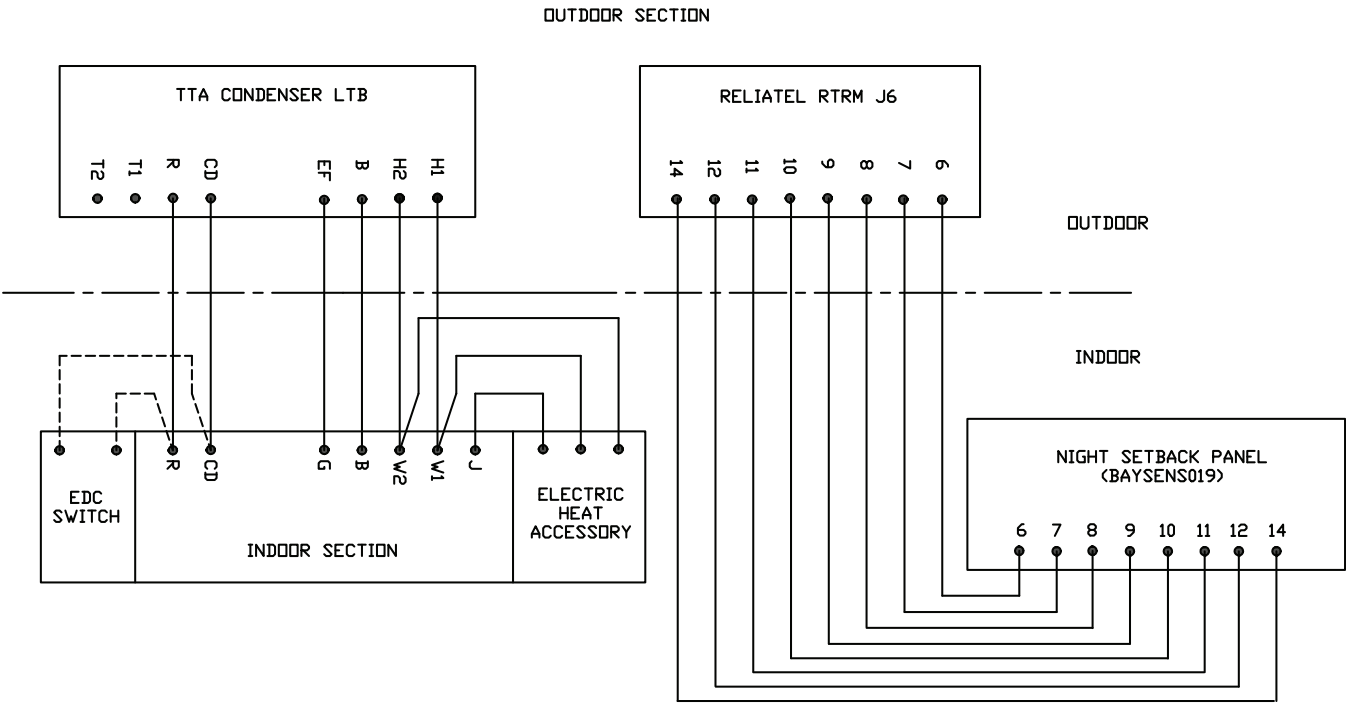 OUTDOOR SECTION
TTA CONDENSER LTB
T2 T1 R CD EF B H2 H1
RELIATEL RTRM J6
14 12 11 10 9 8 7 6
OUTDOOR
INDOOR
R CD G B W2 W1 J
EDC
SWITCH
INDOOR SECTION
ELECTRIC
HEAT
ACCESSORY
NIGHT SETBACK PANEL
(BAYSENS019)
6 7 8 9 10 11 12 14